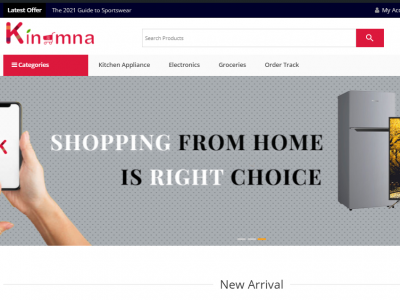 Latest Offer The 2021 Guide to Sportswear My Ac
Kinomna
Search Products
Categories Kitchen Appliance Electronics Groceries Order Track
K
SHOPPING FROM HOME
IS RIGHT CHOICE
New Arrival